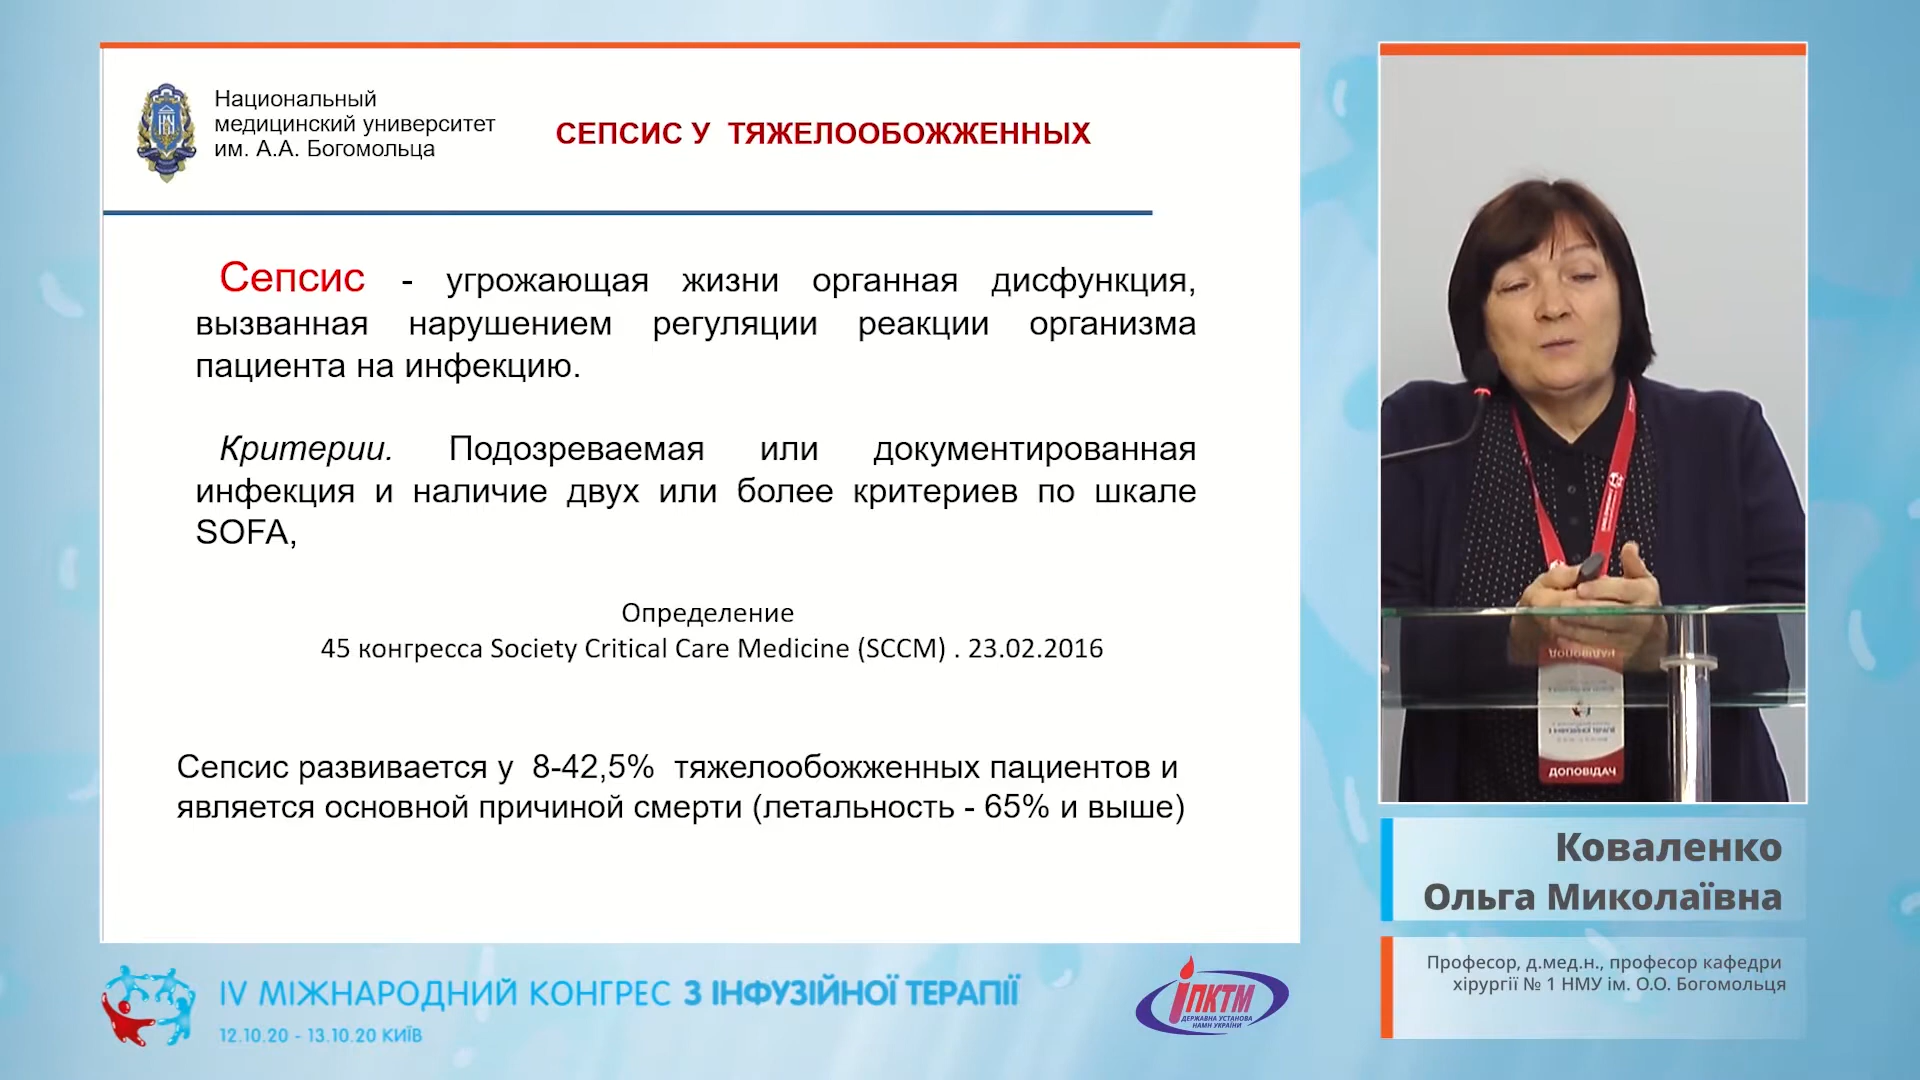 Национальный
медицинский университет
им. А.А. Богомольца
СЕПСИС У ТЯЖЕЛООБОЖЖЕННЫХ
Сепсис - угрожающая жизни органная дисфункция,
вызванная нарушением регуляции реакции организма
пациента на инфекцию.
Критерии. Подозреваемая или документированная
инфекция и наличие двух или более критериев по шкале
SOFA,
Определение
45 конгресса Society Critical Care Medicine (SCCM) . 23.02.2016
Сепсис развивается у 8-42,5% тяжелообожженных пациентов и
является основной причиной смерти (летальность - 65% и выше)
ДОПОВІДАЧ
Коваленко
Ольга Миколаївна
Професор, д.мед.н., професор кафедри
хірургії № 1 НМУ ім. О.О. Богомольця
IV МІЖНАРОДНИЙ КОНГРЕС З ІНФУЗІЙНОЇ ТЕРАПІЇ
12.10.20 - 13.10.20 КИЇВ
ІПКТМ
ДЕРЖАВНА УСТАНОВА
НАМН УКРАЇНИ